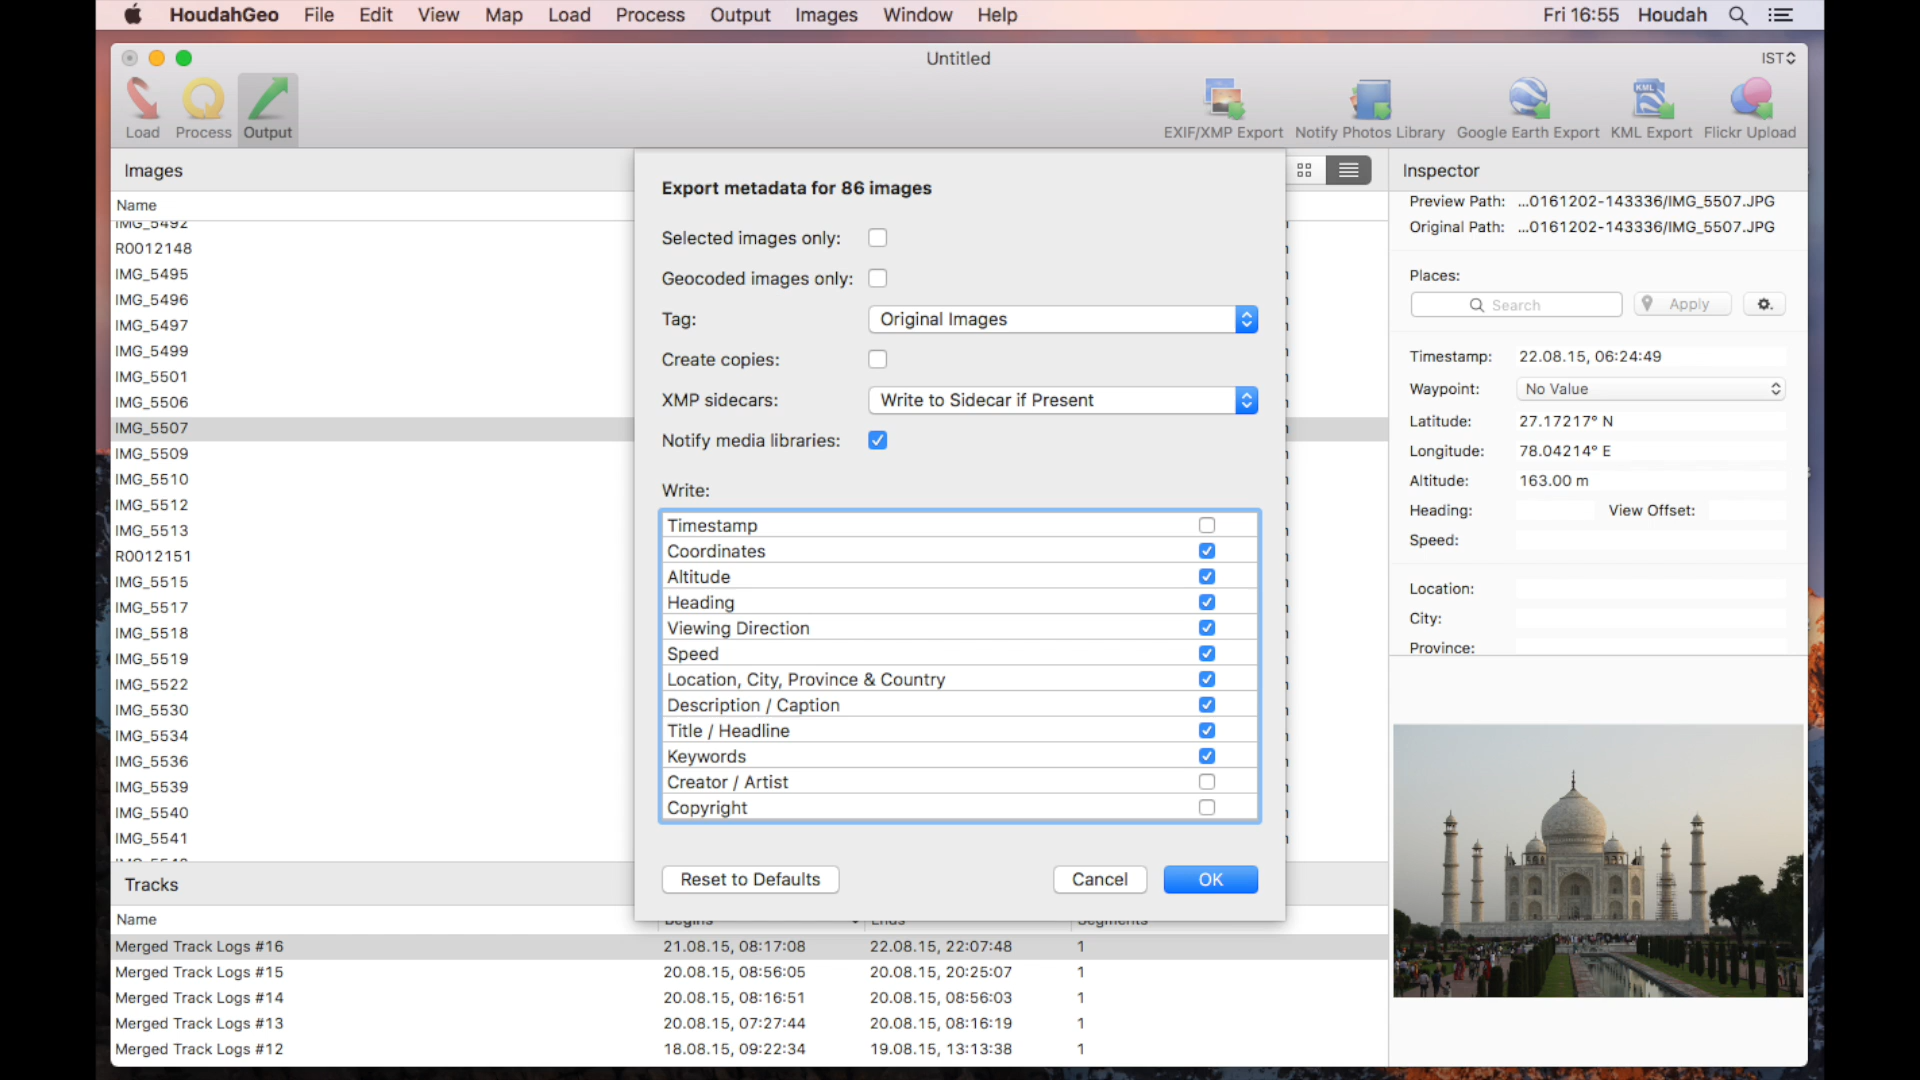 HoudahGeo File Edit View Map Load Process Output Images Window Help Fri 16:55 Houdah
Untitled
IST
Load Process Output EXIF/XMP Export Notify Photos Library Google Earth Export KML Export Flickr Upload
Images
Name
IMG_5492
R0012148
IMG_5495
IMG_5496
IMG_5497
IMG_5499
IMG_5501
IMG_5506
IMG_5507
IMG_5509
IMG_5510
IMG_5512
IMG_5513
R0012151
IMG_5515
IMG_5517
IMG_5518
IMG_5519
IMG_5522
IMG_5530
IMG_5534
IMG_5536
IMG_5539
IMG_5540
IMG_5541
Export metadata for 86 images
Selected images only:
Geocoded images only:
Tag: Original Images
Create copies:
XMP sidecars: Write to Sidecar if Present
Notify media libraries:
Write:
Timestamp
Coordinates
Altitude
Heading
Viewing Direction
Speed
Location, City, Province & Country
Description / Caption
Title / Headline
Keywords
Creator / Artist
Copyright
Reset to Defaults Cancel OK
Inspector
Preview Path: ...0161202-143336/IMG_5507.JPG
Original Path: ...0161202-143336/IMG_5507.JPG
Places:
Search Apply
Timestamp: 22.08.15, 06:24:49
Waypoint: No Value
Latitude: 27.17217° N
Longitude: 78.04214° E
Altitude: 163.00 m
Heading: View Offset:
Speed:
Location:
City:
Province:
Tracks
Name Begins Ends Segments
Merged Track Logs #16 21.08.15, 08:17:08 22.08.15, 22:07:48 1
Merged Track Logs #15 20.08.15, 08:56:05 20.08.15, 20:25:07 1
Merged Track Logs #14 20.08.15, 08:16:51 20.08.15, 08:56:03 1
Merged Track Logs #13 20.08.15, 07:27:44 20.08.15, 08:16:19 1
Merged Track Logs #12 18.08.15, 09:22:34 19.08.15, 13:13:38 1